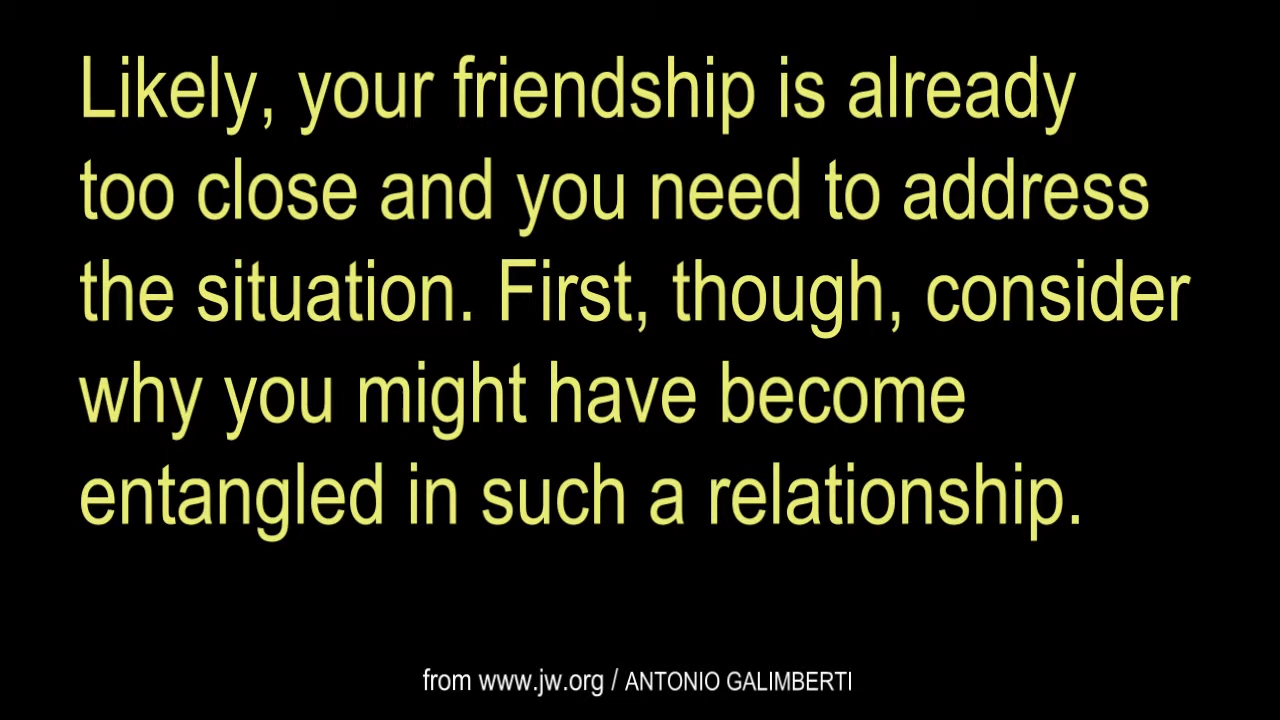 Likely, your friendship is already
too close and you need to address
the situation. First, though, consider
why you might have become
entangled in such a relationship.
from www.jw.org / ANTONIO GALIMBERTI